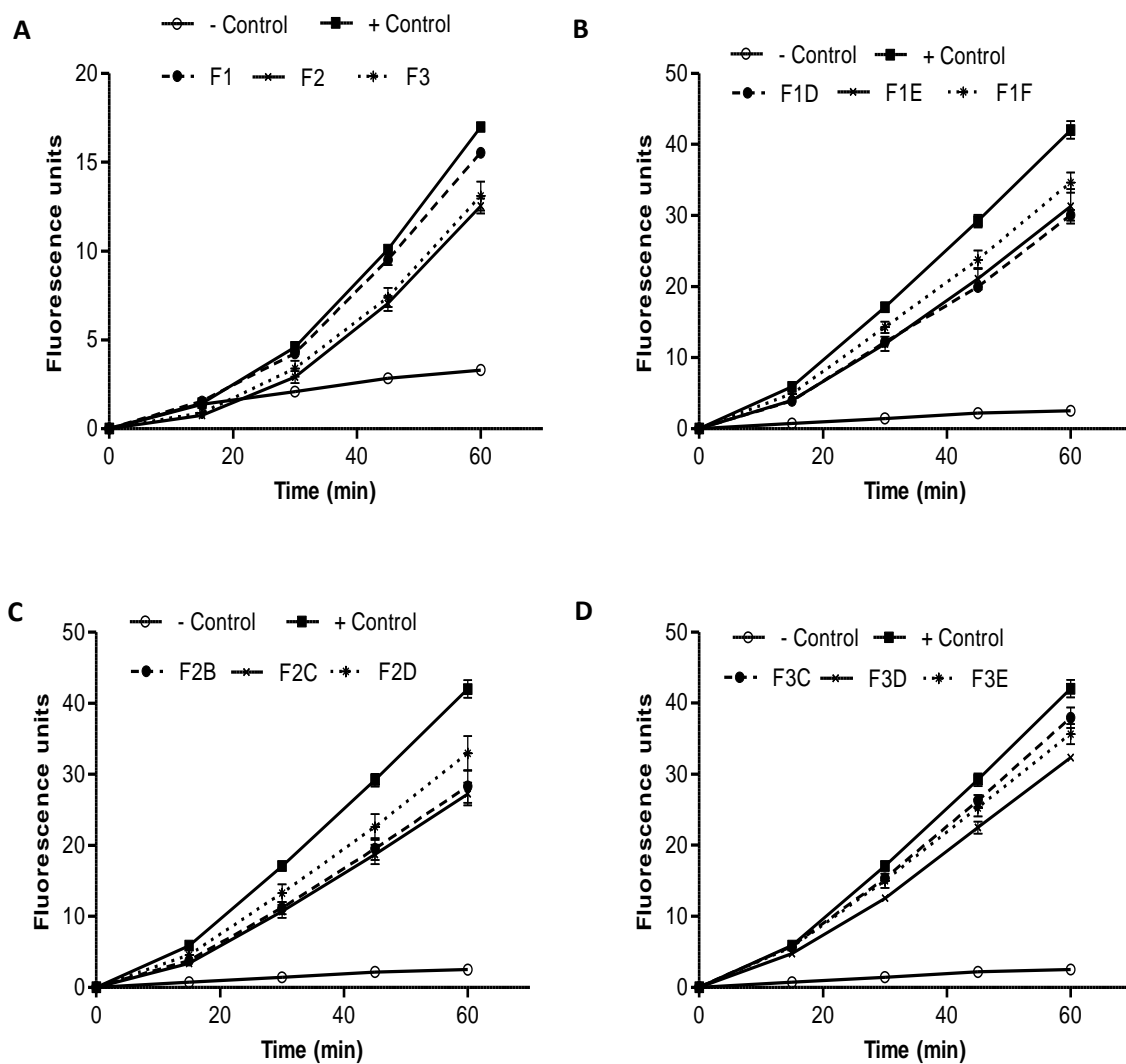 A
- Control + Control
F1 F2 F3
20
15
10
5
0
0 20 40 60
Fluorescence units
Time (min)
B
- Control + Control
F1D F1E F1F
50
40
30
20
10
0
0 20 40 60
Fluorescence units
Time (min)
C
- Control + Control
F2B F2C F2D
50
40
30
20
10
0
0 20 40 60
Fluorescence units
Time (min)
D
- Control + Control
F3C F3D F3E
50
40
30
20
10
0
0 20 40 60
Fluorescence units
Time (min)